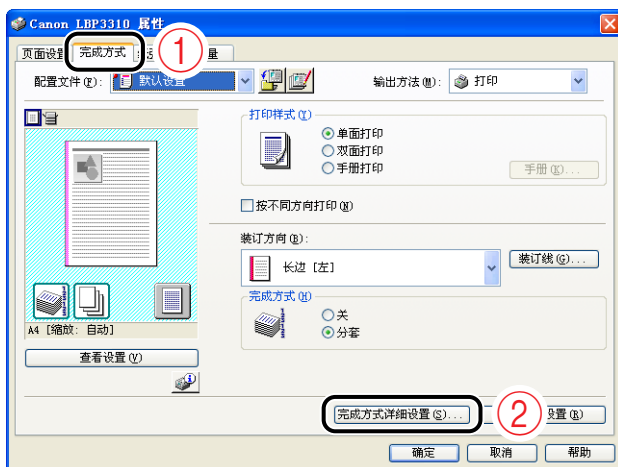 Canon LBP3310 属性
页面设置 完成方式 量
①
配置文件(F): 默认设置 输出方法(M): 打印
打印样式(Y)
单面打印
双面打印
手册打印 手册(K)...
按不同方向打印(N)
装订方向(B):
长边 [左] 装订线(G)...
完成方式(H)
关
分套
A4 [缩放: 自动]
查看设置(V)
完成方式详细设置(S)... ② 设置(R)
确定 取消 帮助